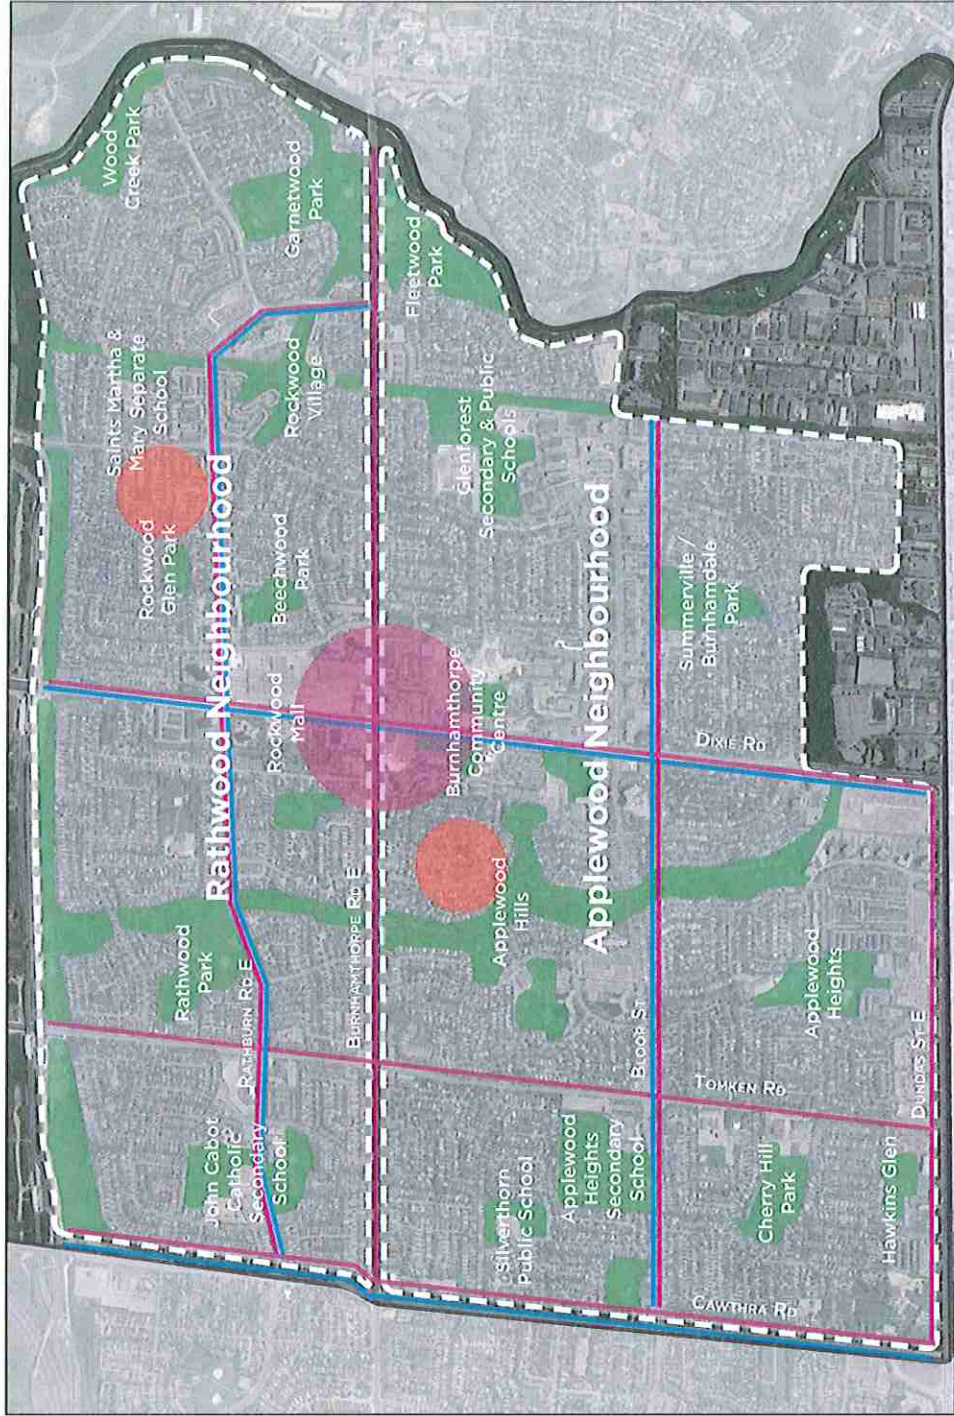 Wood
Creek Park
Saints Martha &
Mary Separate
School
Rockwood
Glen Park
Rathwood
Park
John Cabot
Catholic
Secondary
School
Rathwood Neighbourhood
RATHBURN RD E
Garnetwood
Park
Rockwood
Village
Beechwood
Park
Rockwood
Mall
BURNHAMTHORPE RD E
Fleetwood
Park
Glenforest
Secondary & Public
Schools
Burnhamthorpe
Community
Centre
Applewood
Hills
Silverthorn
Public School
Applewood
Heights
Secondary
School
Applewood Neighbourhood
BLOOR ST
Summerville /
Burnhamdale
Park
DIXIE RD
TOMKEN RD
CAWTHRA RD
Cherry Hill
Park
Applewood
Heights
Hawkins Glen
DUNDAS ST E